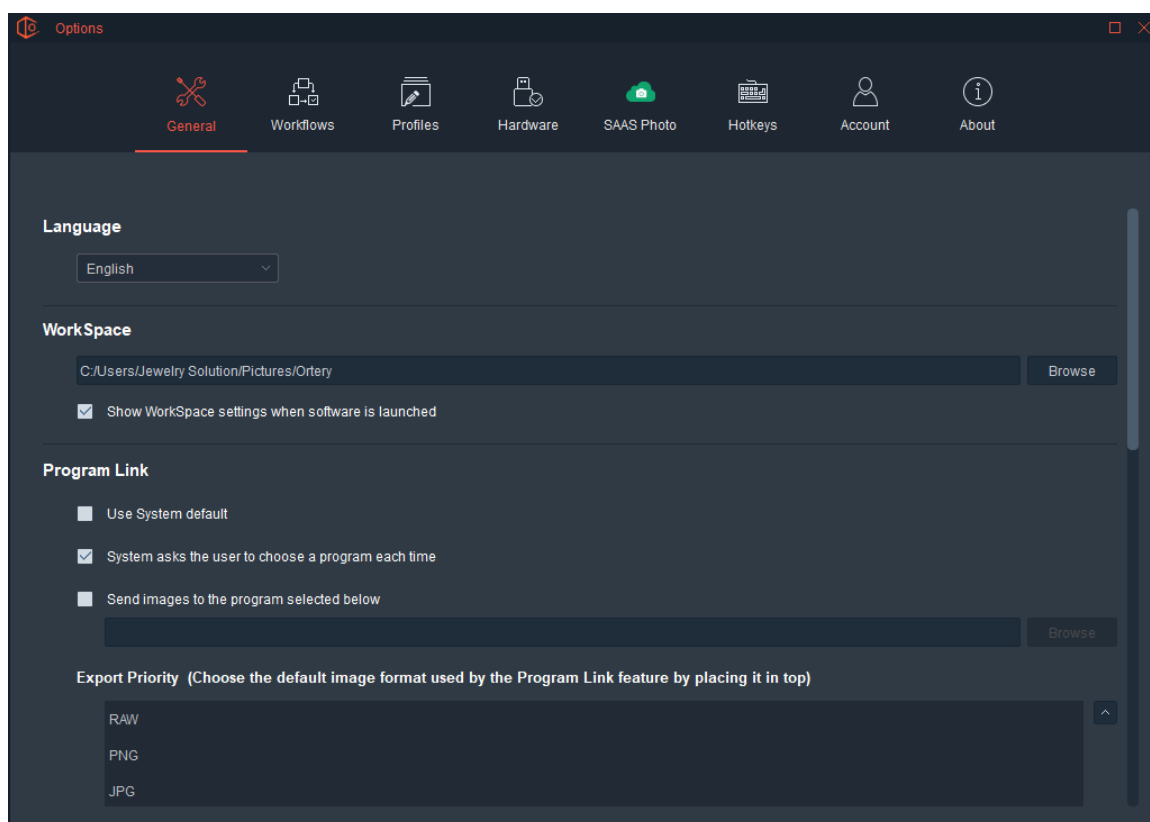 Options
General Workflows Profiles Hardware SAAS Photo Hotkeys Account About
Language
English
WorkSpace
C:/Users/Jewelry Solution/Pictures/Ortery Browse
Show WorkSpace settings when software is launched
Program Link
Use System default
System asks the user to choose a program each time
Send images to the program selected below
Browse
Export Priority (Choose the default image format used by the Program Link feature by placing it in top)
RAW
PNG
JPG